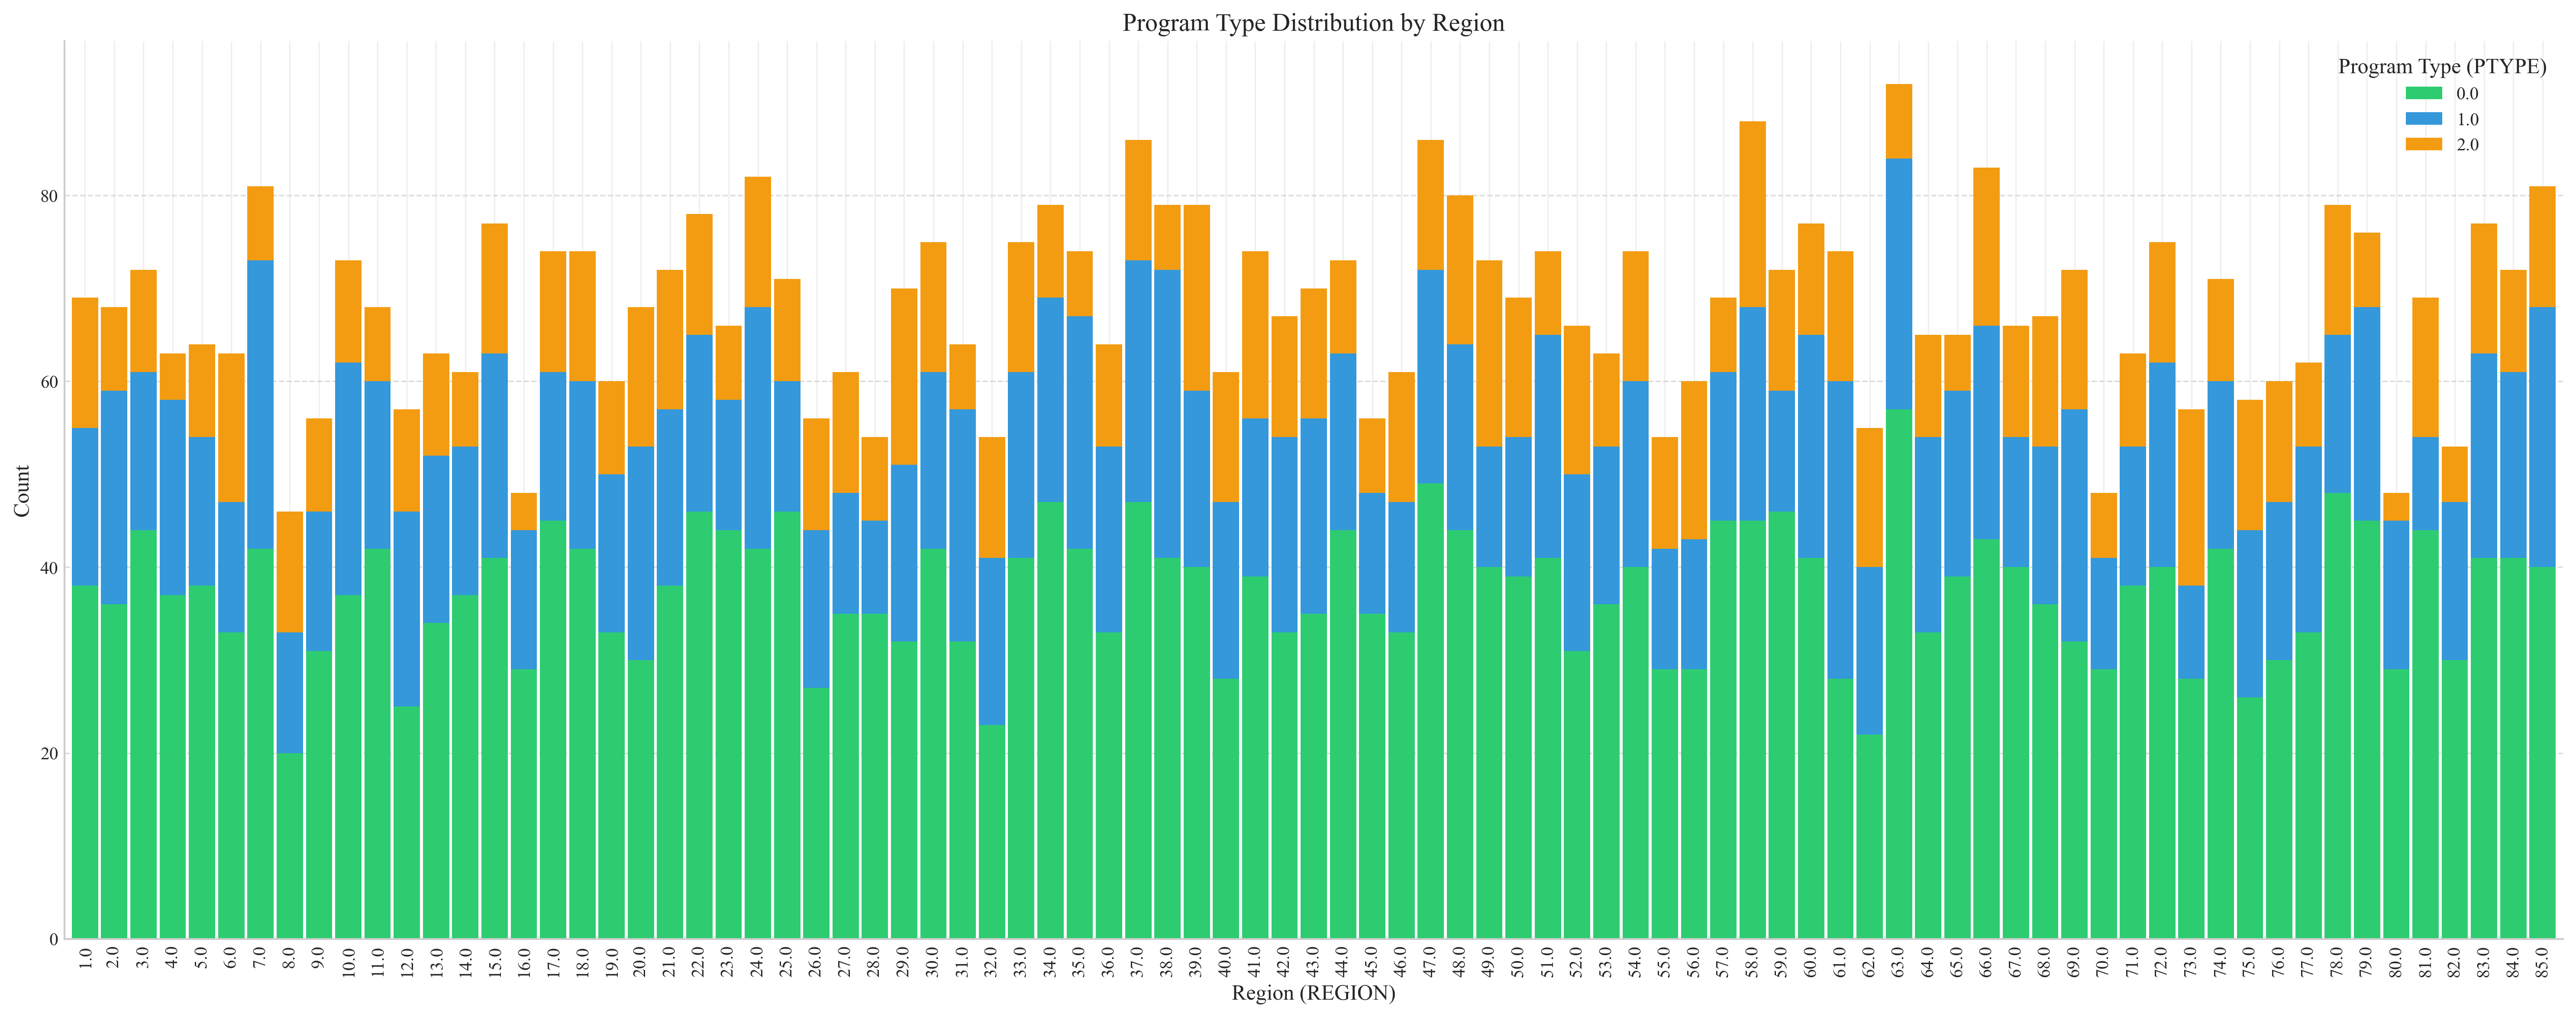 Program Type Distribution by Region
Program Type (PTYPE)
0.0
1.0
2.0
Count
80
60
40
20
0
1.0 2.0 3.0 4.0 5.0 6.0 7.0 8.0 9.0 10.0 11.0 12.0 13.0 14.0 15.0 16.0 17.0 18.0 19.0 20.0 21.0 22.0 23.0 24.0 25.0 26.0 27.0 28.0 29.0 30.0 31.0 32.0 33.0 34.0 35.0 36.0 37.0 38.0 39.0 40.0 41.0 42.0 43.0 44.0 45.0 46.0 47.0 48.0 49.0 50.0 51.0 52.0 53.0 54.0 55.0 56.0 57.0 58.0 59.0 60.0 61.0 62.0 63.0 64.0 65.0 66.0 67.0 68.0 69.0 70.0 71.0 72.0 73.0 74.0 75.0 76.0 77.0 78.0 79.0 80.0 81.0 82.0 83.0 84.0 85.0
Region (REGION)